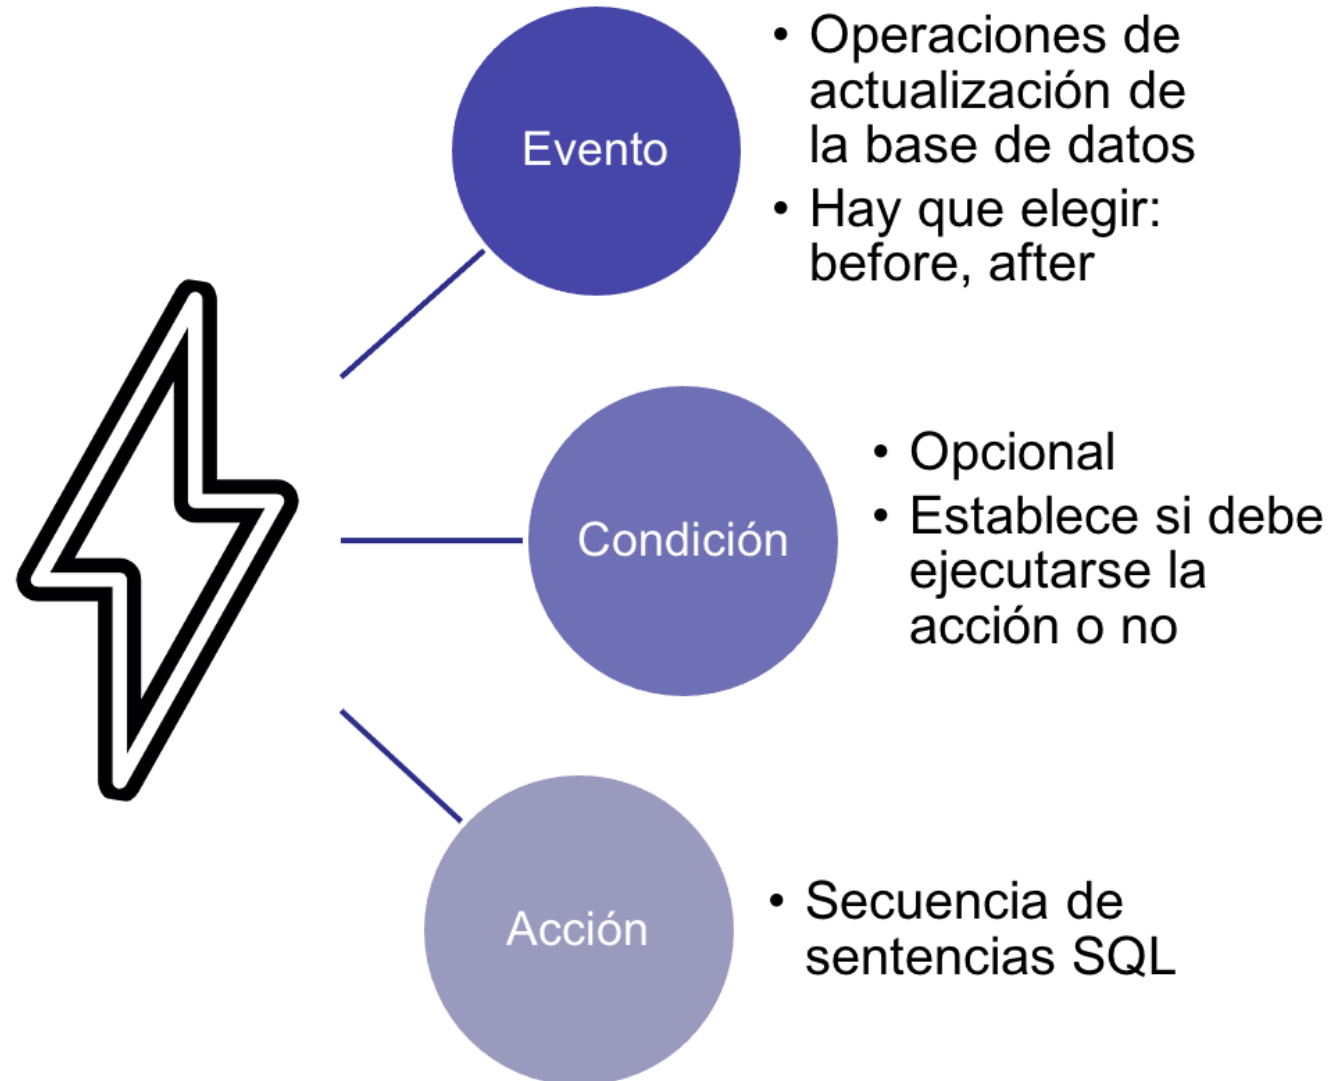 Evento
• Operaciones de
actualización de
la base de datos
• Hay que elegir:
before, after
Condición
• Opcional
• Establece si debe
ejecutarse la
acción o no
Acción
• Secuencia de
sentencias SQL